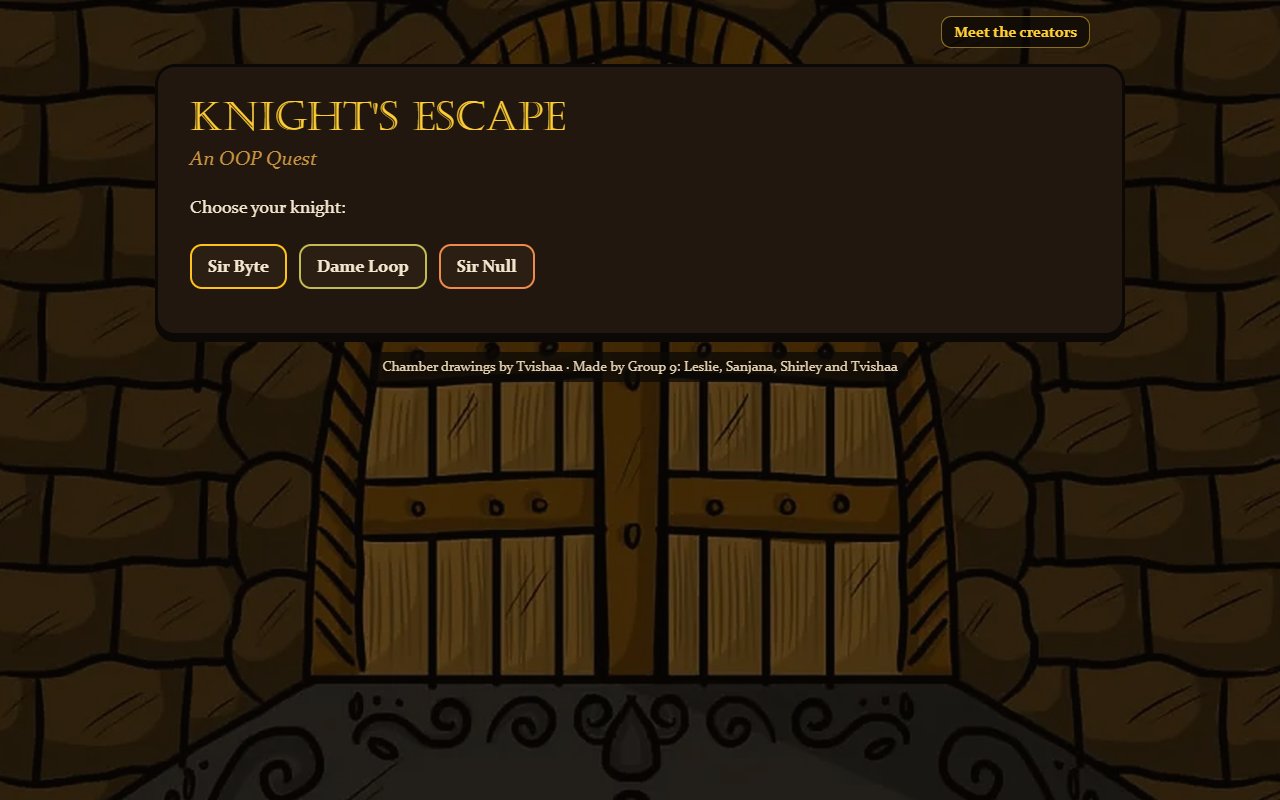 Meet the creators
KNIGHT'S ESCAPE
An OOP Quest
Choose your knight:
Sir Byte
Dame Loop
Sir Null
Chamber drawings by Tvishaa · Made by Group 9: Leslie, Sanjana, Shirley and Tvishaa